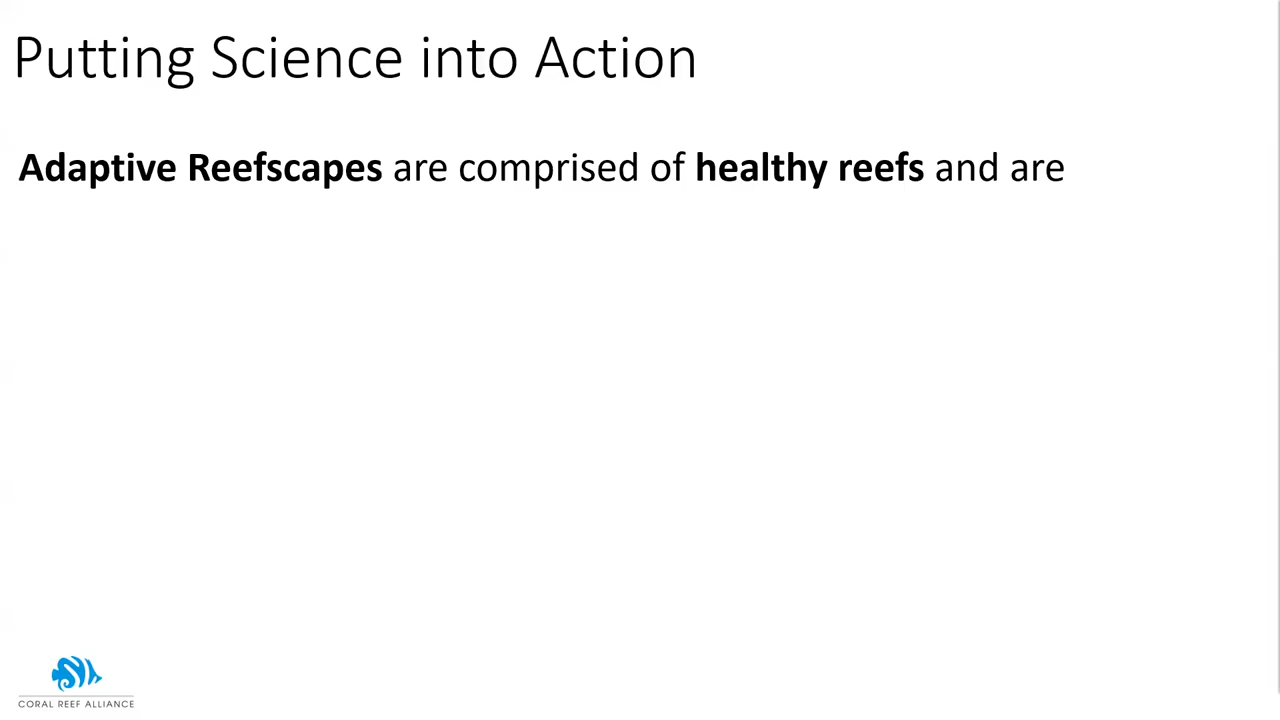 Putting Science into Action
Adaptive Reefscapes are comprised of healthy reefs and are
CORAL REEF ALLIANCE